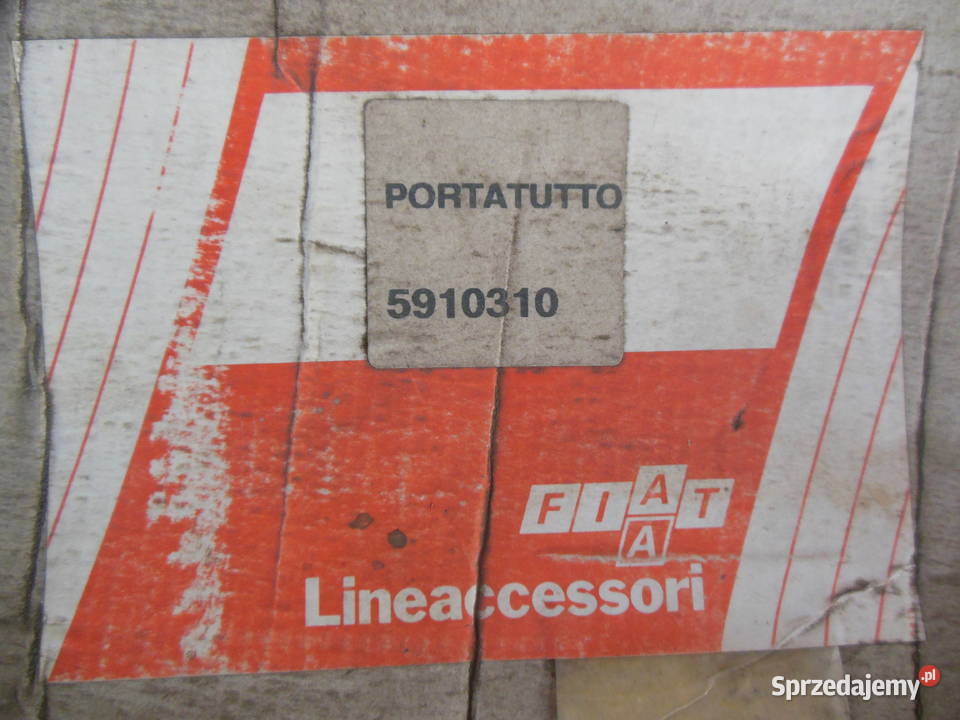 PORTATUTTO
5910310
FIAT
A
Lineaccessori
Sprzedajemy.pl